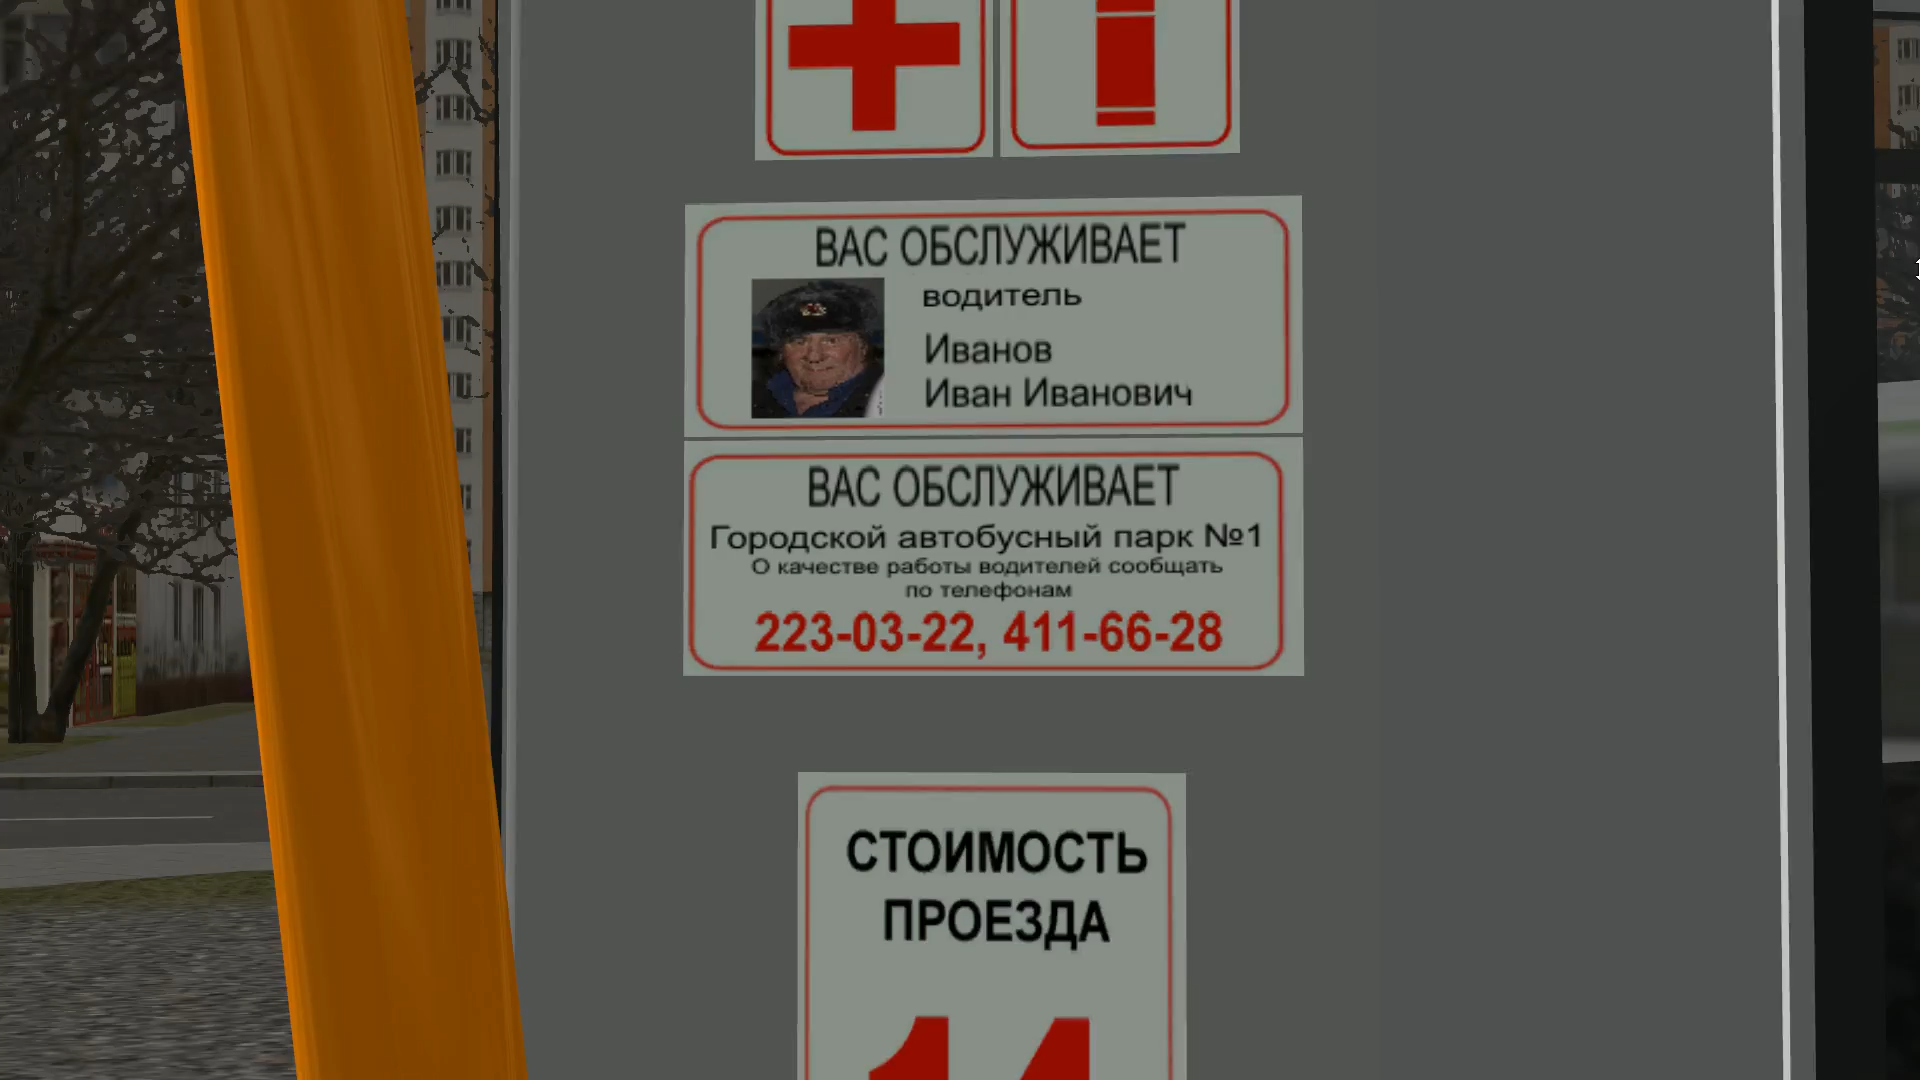 ВАС ОБСЛУЖИВАЕТ
водитель
Иванов
Иван Иванович
ВАС ОБСЛУЖИВАЕТ
Городской автобусный парк №1
О качестве работы водителей сообщать
по телефонам
223-03-22, 411-66-28
СТОИМОСТЬ
ПРОЕЗДА
14